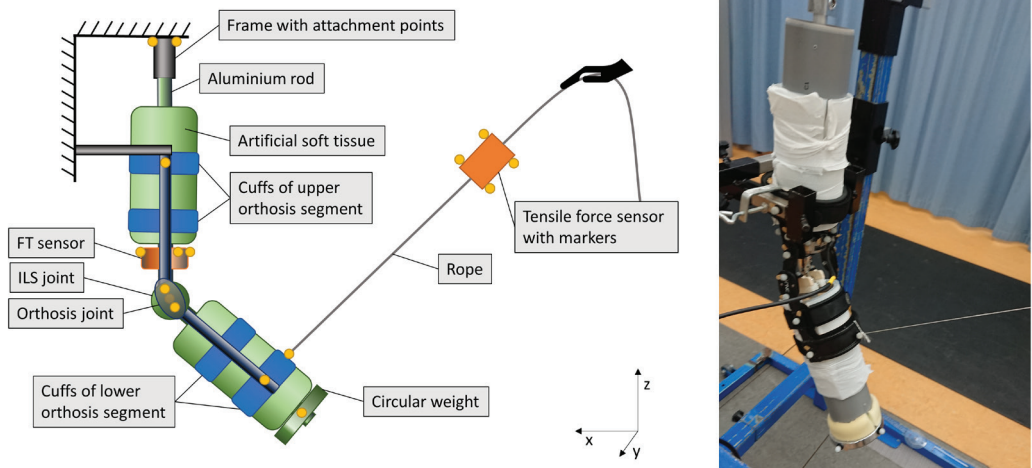 Frame with attachment points
Aluminium rod
Artificial soft tissue
Cuffs of upper
orthosis segment
Tensile force sensor
with markers
FT sensor
Rope
ILS joint
Orthosis joint
Cuffs of lower
orthosis segment
Circular weight
z
x
y